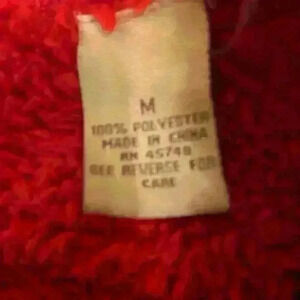 M
100% POLYESTER
MADE IN CHINA
RN 45748
SEE REVERSE FOR
CARE